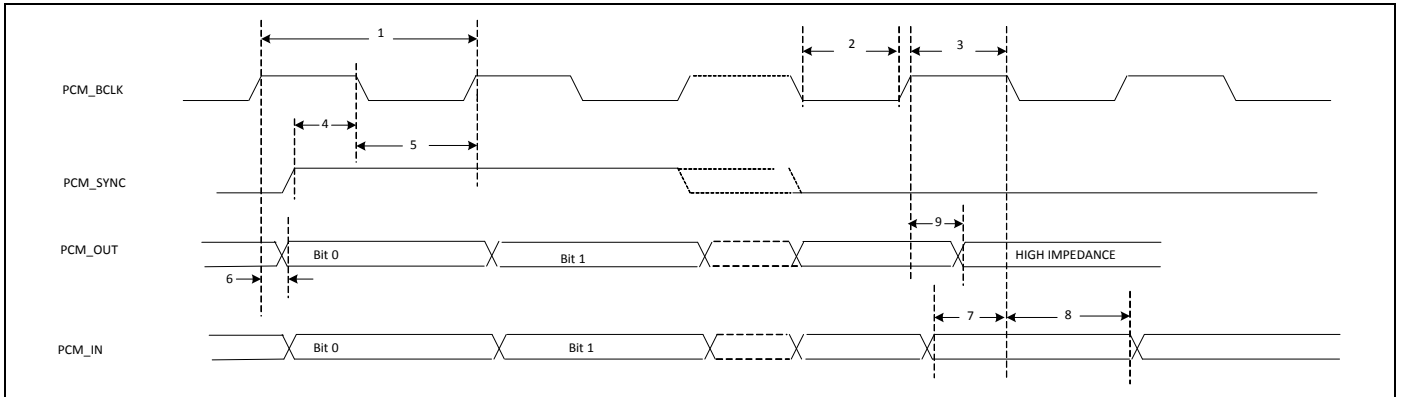 1
2
3
PCM_BCLK
4
5
PCM_SYNC
9
PCM_OUT
Bit 0
Bit 1
HIGH IMPEDANCE
6
7
8
PCM_IN
Bit 0
Bit 1